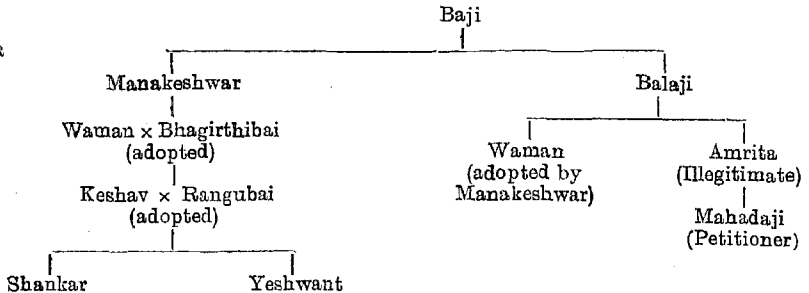 Baji
Manakeshwar Balaji
Waman × Bhagirthibai
(adopted)
Waman
(adopted by
Manakeshwar)
Amrita
(Illegitimate)
Keshav × Rangubai
(adopted)
Mahadaji
(Petitioner)
Shankar Yeshwant